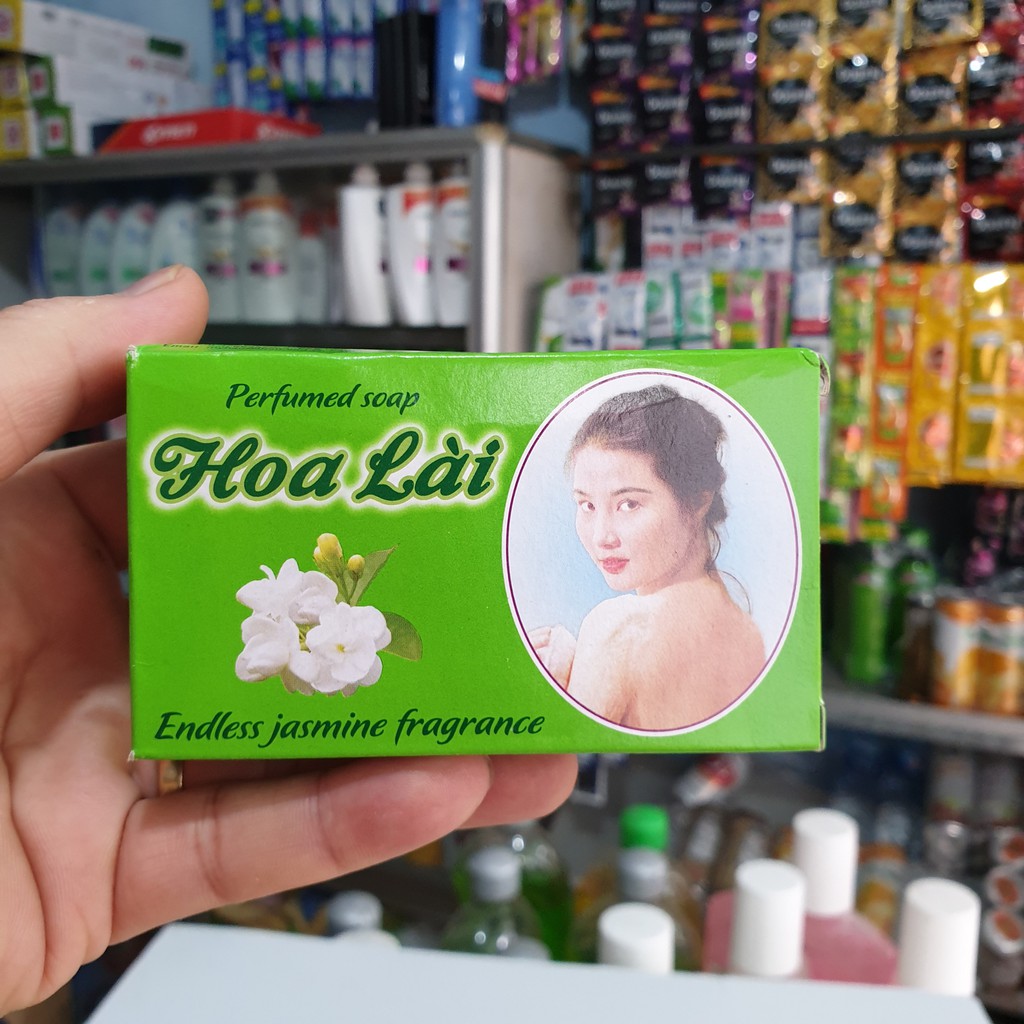 Perfumed soap
Hoa Lài
Endless jasmine fragrance